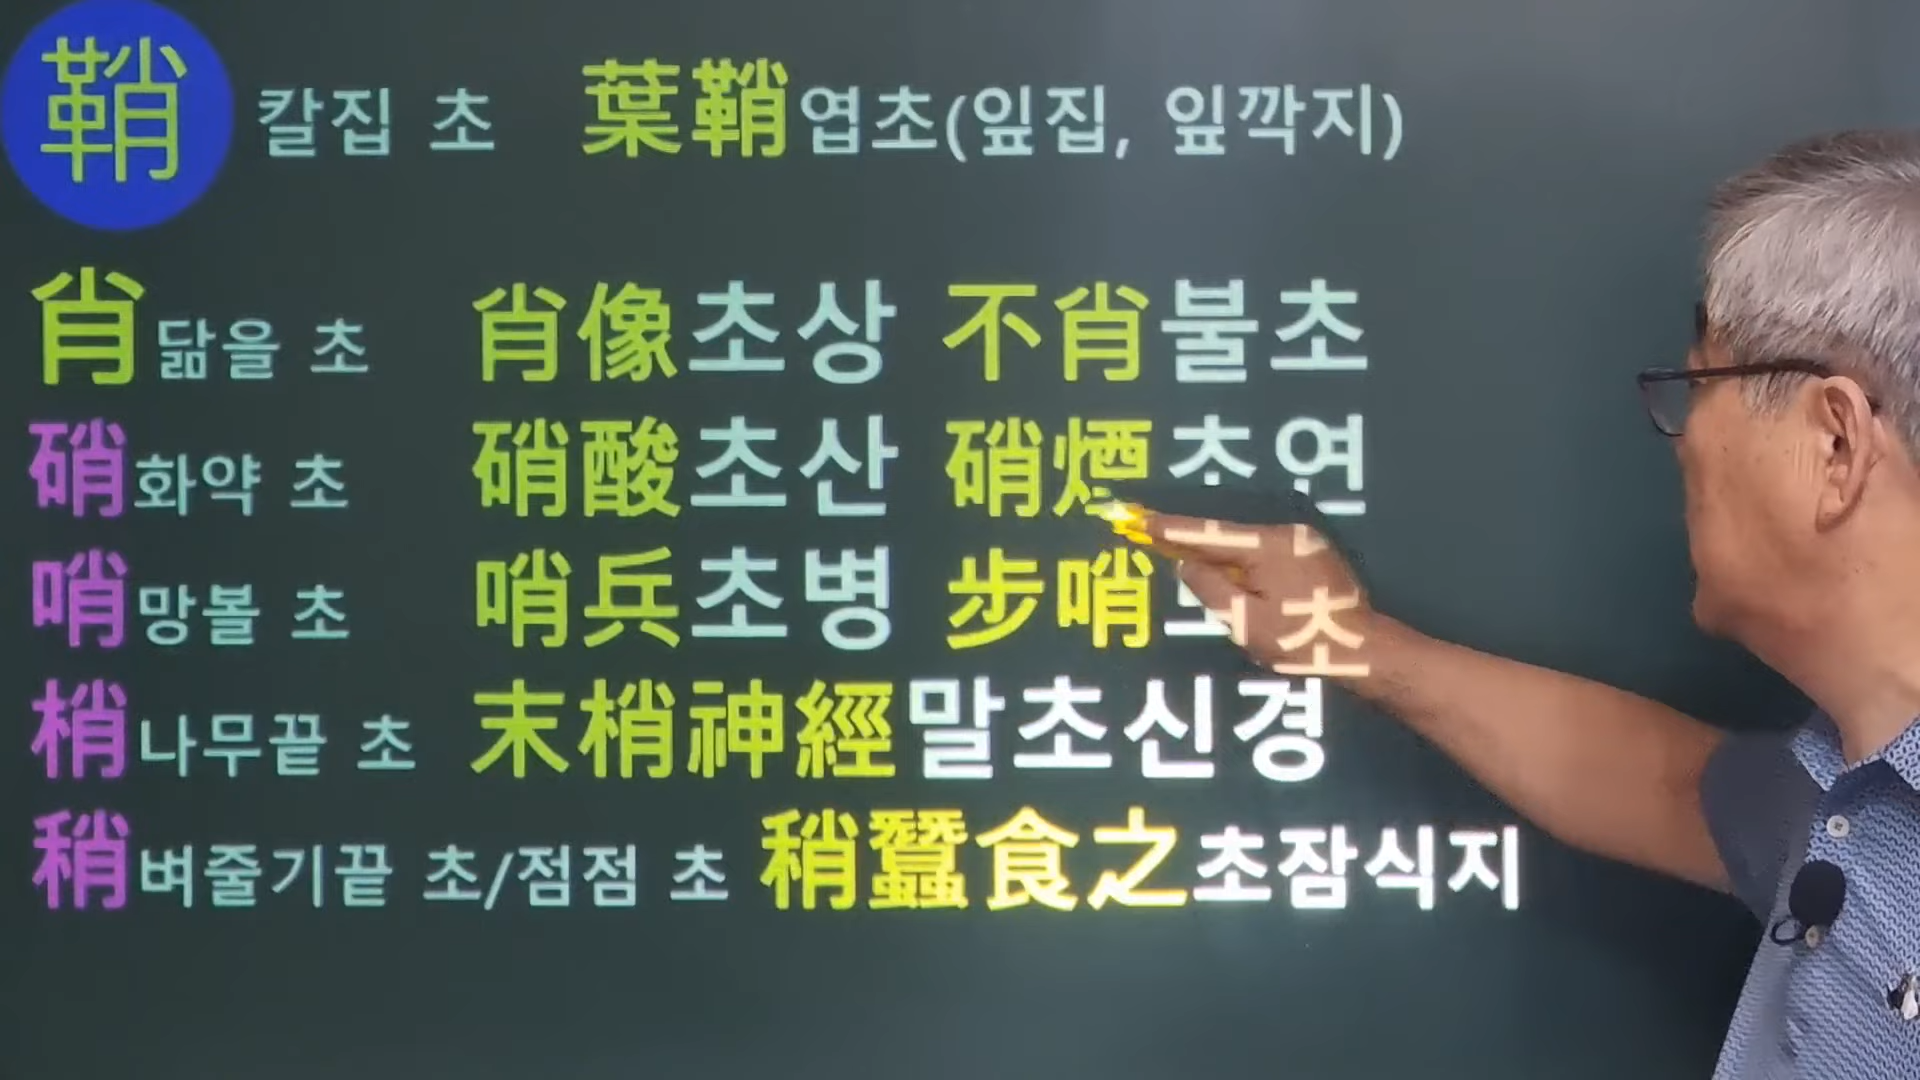 鞘 칼집 초 葉鞘엽초(잎집, 잎깍지)
肖닮을 초 肖像초상 不肖불초
硝화약 초 硝酸초산 硝煙초연
哨망볼 초 哨兵초병 步哨보초
梢나무끝 초 末梢神經말초신경
稍벼줄기끝 초/점점 초 稍蠶食之초잠식지